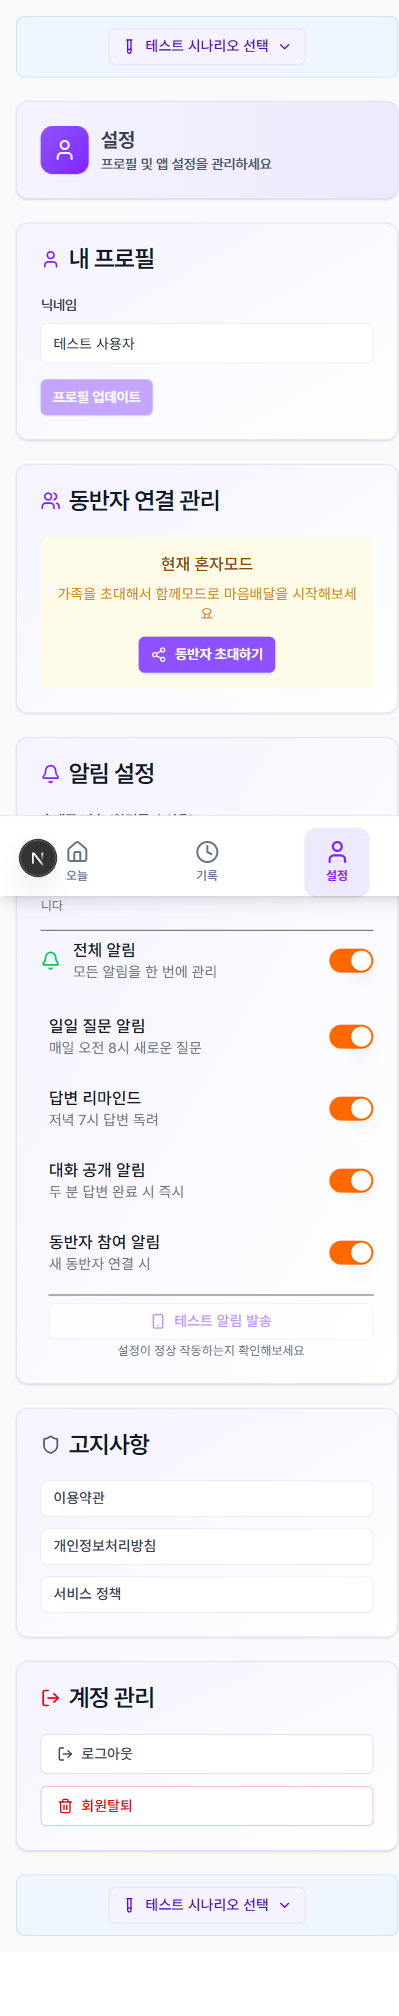 테스트 시나리오 선택
설정
프로필 및 앱 설정을 관리하세요
내 프로필
닉네임
테스트 사용자
프로필 업데이트
동반자 연결 관리
현재 혼자모드
가족을 초대해서 함께모드로 마음배달을 시작해보세
요
동반자 초대하기
알림 설정
N
오늘
기록
설정
니다
전체 알림
모든 알림을 한 번에 관리
일일 질문 알림
매일 오전 8시 새로운 질문
답변 리마인드
저녁 7시 답변 독려
대화 공개 알림
두 분 답변 완료 시 즉시
동반자 참여 알림
새 동반자 연결 시
테스트 알림 발송
설정이 정상 작동하는지 확인해보세요
고지사항
이용약관
개인정보처리방침
서비스 정책
계정 관리
로그아웃
회원탈퇴
테스트 시나리오 선택